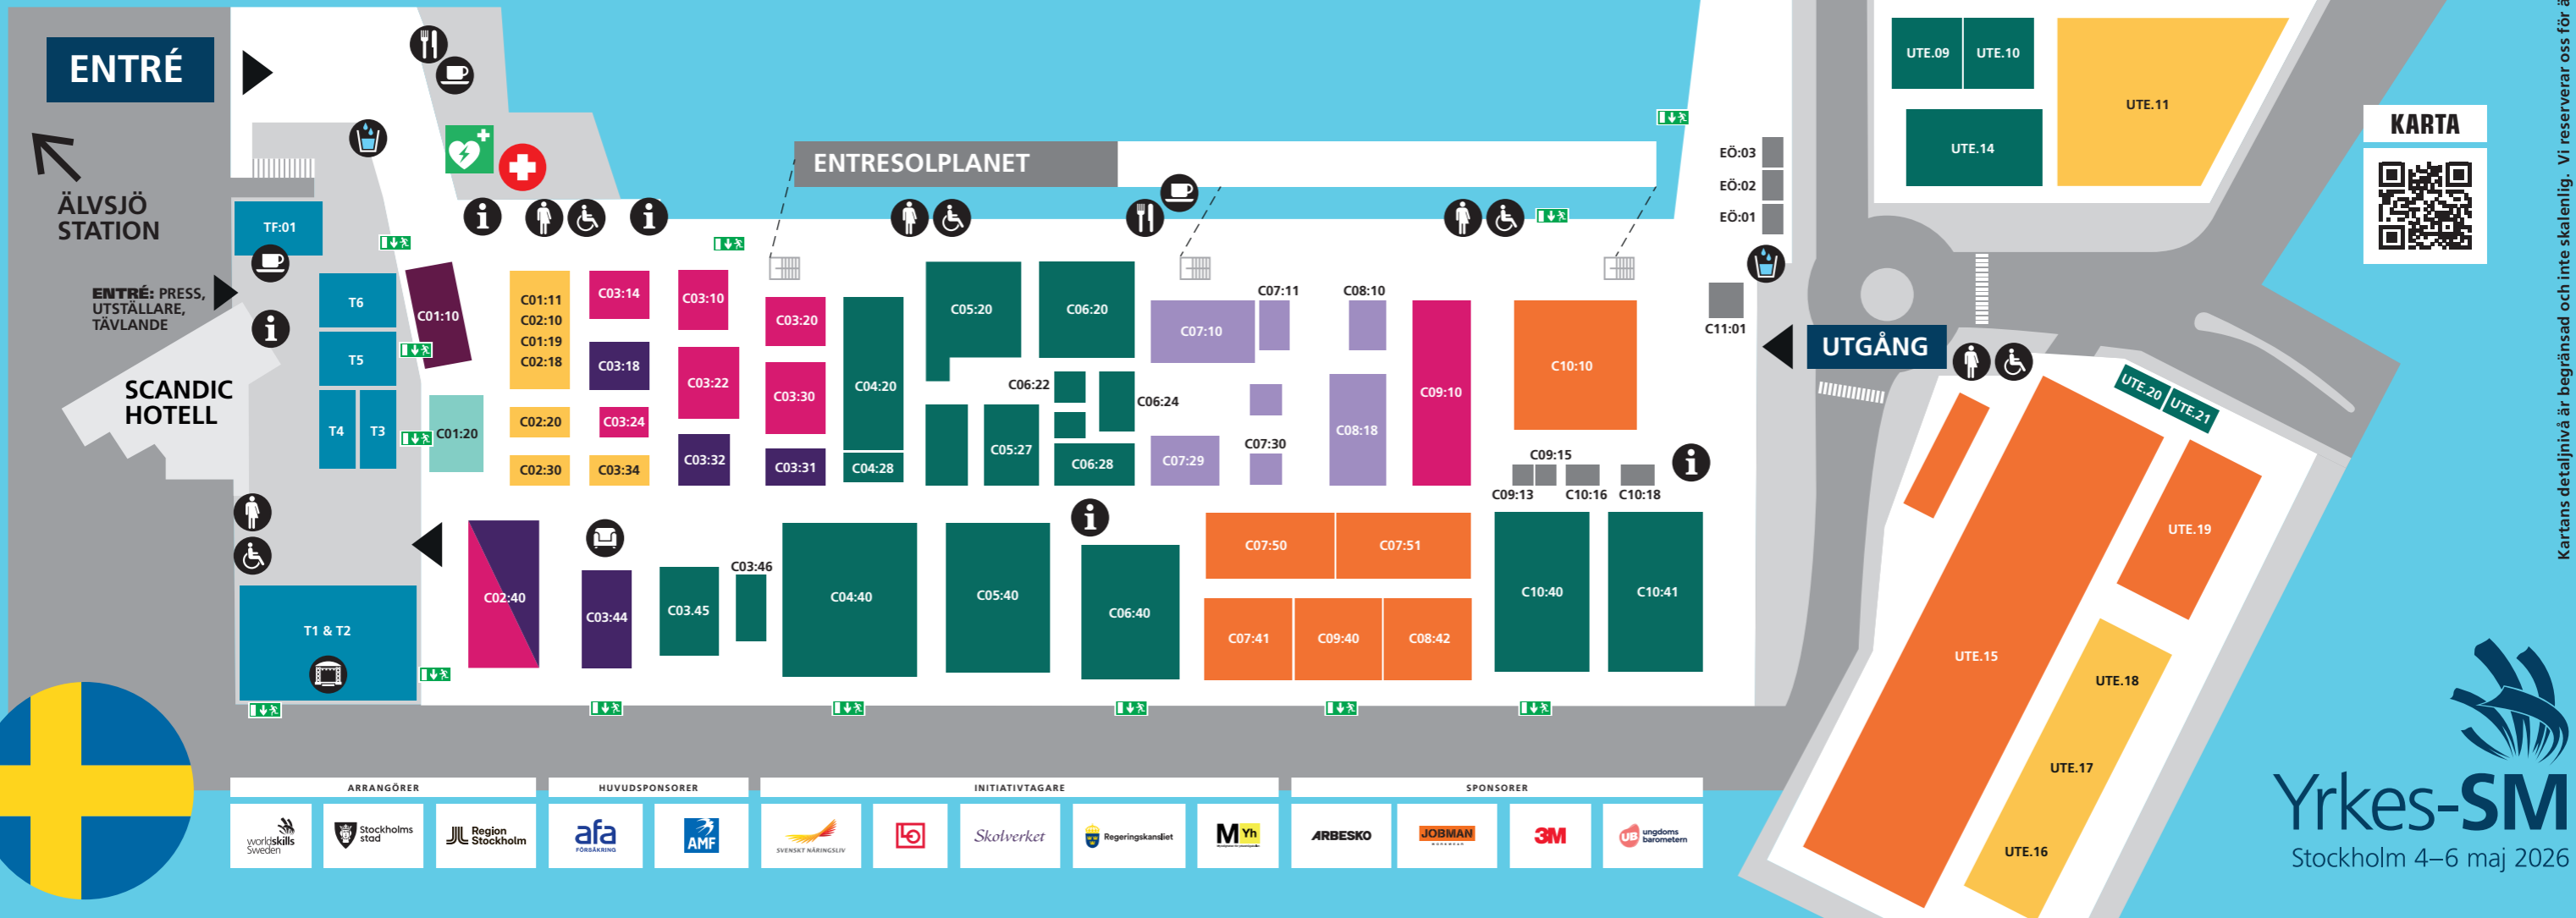 ENTRÉ
ÄLVSJÖ
STATION
ENTRÉ: PRESS,
UTSTÄLLARE,
TÄVLANDE
SCANDIC
HOTELL
TF:01
T6
T5
T4
T3
T1 & T2
ENTRESOLPLANET
C01:10
C01:20
C01:11
C02:10
C01:19
C02:18
C02:20
C02:30
C03:14
C03:18
C03:24
C03:34
C03:10
C03:22
C03:32
C03:20
C03:30
C03:31
C04:20
C04:28
C05:20
C05:27
C06:20
C06:22
C06:24
C06:28
C07:10
C07:11
C07:29
C07:30
C08:10
C08:18
C09:10
C10:10
C09:15
C09:13
C10:16
C10:18
C11:01
EÖ:03
EÖ:02
EÖ:01
C02:40
C03:44
C03.45
C03:46
C04:40
C05:40
C06:40
C07:50
C07:51
C07:41
C09:40
C08:42
C10:40
C10:41
UTGÅNG
UTE.09
UTE.10
UTE.11
UTE.14
UTE.20
UTE.21
UTE.19
UTE.15
UTE.18
UTE.17
UTE.16
KARTA
Kartans detaljnivå är begränsad och inte skalenlig. Vi reserverar oss för
ARRANGÖRER
worldskills
Sweden
Stockholms
stad
Region
Stockholm
HUVUDSPONSORER
afa
FÖRSÄKRING
AMF
INITIATIVTAGARE
SVENSKT NÄRINGSLIV
LO
Skolverket
Regeringskansliet
M Yh
SPONSORER
ARBESKO
JOBMAN
WORKWEAR
3M
UB ungdoms
barometern
Yrkes-SM
Stockholm 4–6 maj 2026